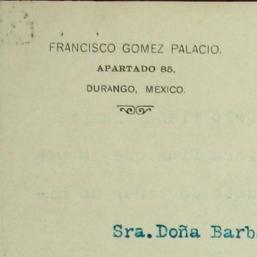 FRANCISCO GOMEZ PALACIO.
APARTADO 85.
DURANGO, MEXICO.
Sra.Doña Barb